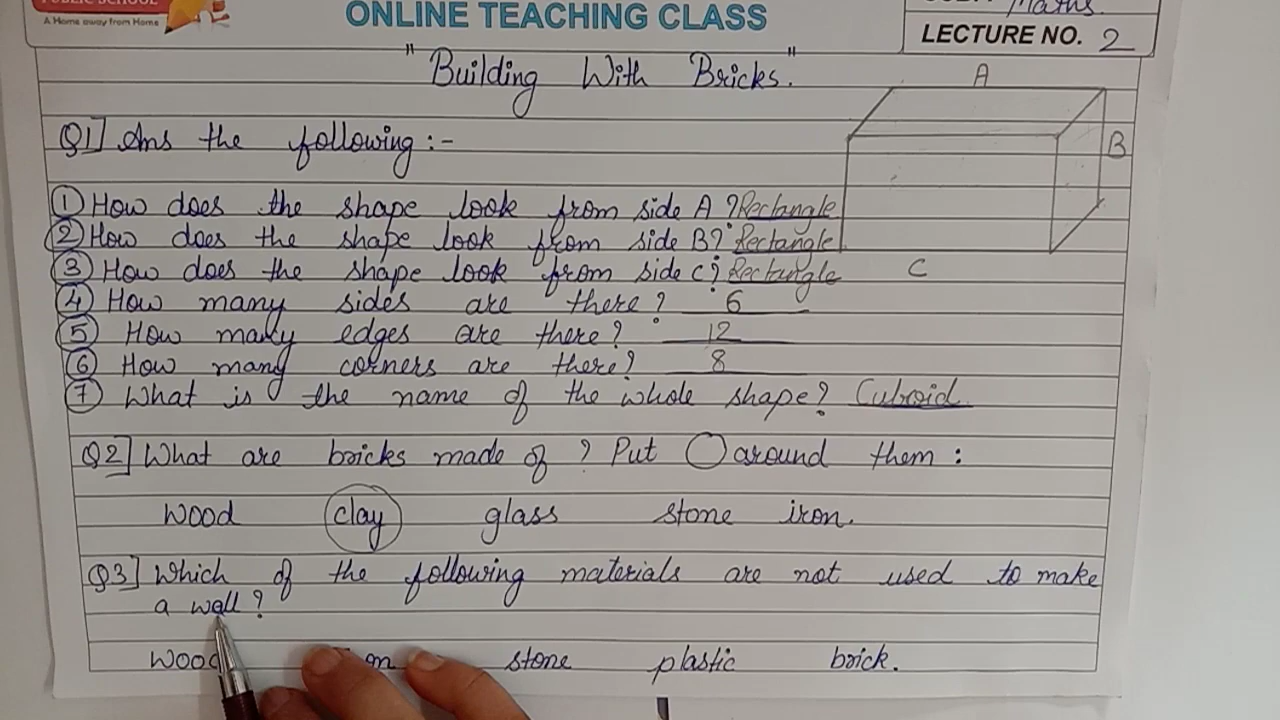 PUBLIC SCHOOL
A Home away from Home
ONLINE TEACHING CLASS
Maths.
LECTURE NO. 2
"Building With Bricks."
A
B
C
Q1] Ans the following :-
1 How does the shape look from side A ? Rectangle
2 How does the shape look from side B? Rectangle
3 How does the shape look from side C? Rectangle
4 How many sides are there ? 6
5 How many edges are there ? 12
6 How many corners are there? 8
7 What is the name of the whole shape? Cuboid.
Q2] What are bricks made of ? Put ○ around them :
wood clay glass stone iron.
Q3] Which of the following materials are not used to make
a wall ?
wood stone plastic brick.